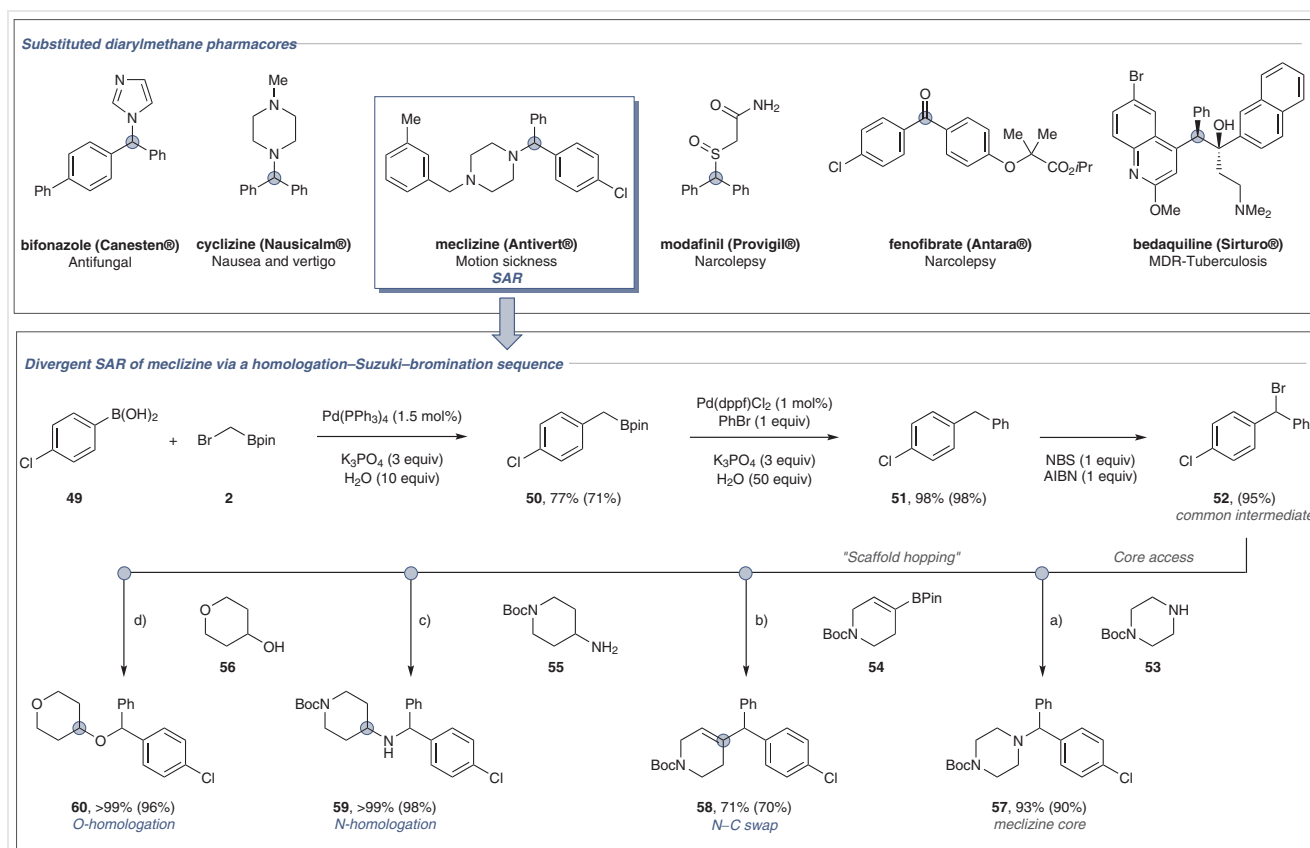 Substituted diarylmethane pharmacores
N
N
Ph
Ph
bifonazole (Canesten®)
Antifungal
Me
N
N
Ph Ph
cyclizine (Nausicalm®)
Nausea and vertigo
Me
Ph
N
N
Cl
meclizine (Antivert®)
Motion sickness
SAR
O
NH2
O
S
Ph Ph
modafinil (Provigil®)
Narcolepsy
O
Cl
Me Me
O
CO2iPr
fenofibrate (Antara®)
Narcolepsy
Br
Ph
OH
N
OMe
NMe2
bedaquiline (Sirturo®)
MDR-Tuberculosis
Divergent SAR of meclizine via a homologation–Suzuki–bromination sequence
B(OH)2
Cl
49
+
Br Bpin
2
Pd(PPh3)4 (1.5 mol%)
K3PO4 (3 equiv)
H2O (10 equiv)
Bpin
Cl
50, 77% (71%)
Pd(dppf)Cl2 (1 mol%)
PhBr (1 equiv)
K3PO4 (3 equiv)
H2O (50 equiv)
Ph
Cl
51, 98% (98%)
NBS (1 equiv)
AIBN (1 equiv)
Br
Ph
Cl
52, (95%)
common intermediate
"Scaffold hopping"
Core access
d)
O
OH
56
c)
BocN
NH2
55
b)
BPin
BocN
54
a)
NH
BocN
53
O
Ph
O
Cl
60, >99% (96%)
O-homologation
BocN
Ph
N
H
Cl
59, >99% (98%)
N-homologation
Ph
BocN
Cl
58, 71% (70%)
N–C swap
Ph
N
BocN
Cl
57, 93% (90%)
meclizine core